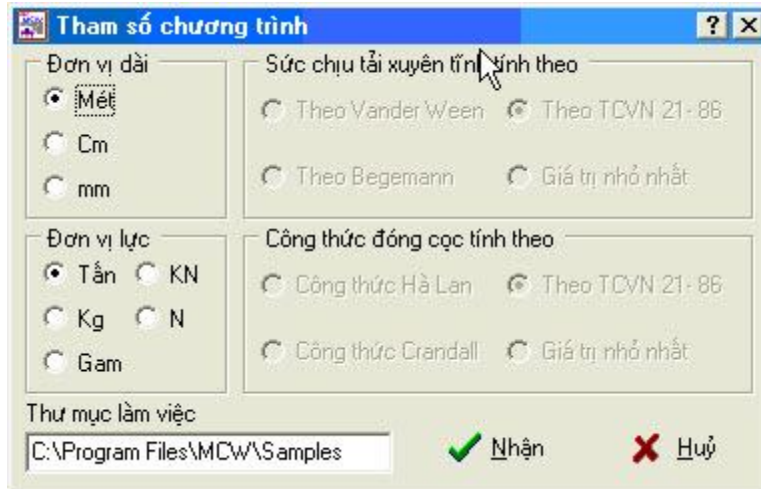 Tham số chương trình
Đơn vị dài
Mét
Cm
mm
Sức chịu tải xuyên tĩnh tính theo
Theo Vander Ween Theo TCVN 21- 86
Theo Begemann Giá trị nhỏ nhất
Đơn vị lực
Tấn KN
Kg N
Gam
Công thức đóng cọc tính theo
Công thức Hà Lan Theo TCVN 21- 86
Công thức Crandall Giá trị nhỏ nhất
Thư mục làm việc
C:\Program Files\MCW\Samples
Nhận Huỷ